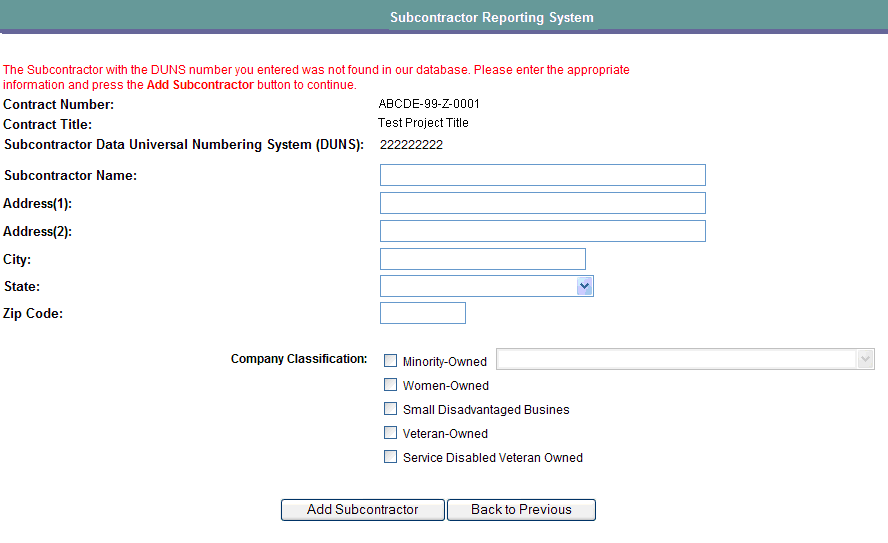 Subcontractor Reporting System
The Subcontractor with the DUNS number you entered was not found in our database. Please enter the appropriate
information and press the Add Subcontractor button to continue.
Contract Number: ABCDE-99-Z-0001
Contract Title: Test Project Title
Subcontractor Data Universal Numbering System (DUNS): 222222222
Subcontractor Name:
Address(1):
Address(2):
City:
State:
Zip Code:
Company Classification: Minority-Owned
Women-Owned
Small Disadvantaged Busines
Veteran-Owned
Service Disabled Veteran Owned
Add Subcontractor Back to Previous